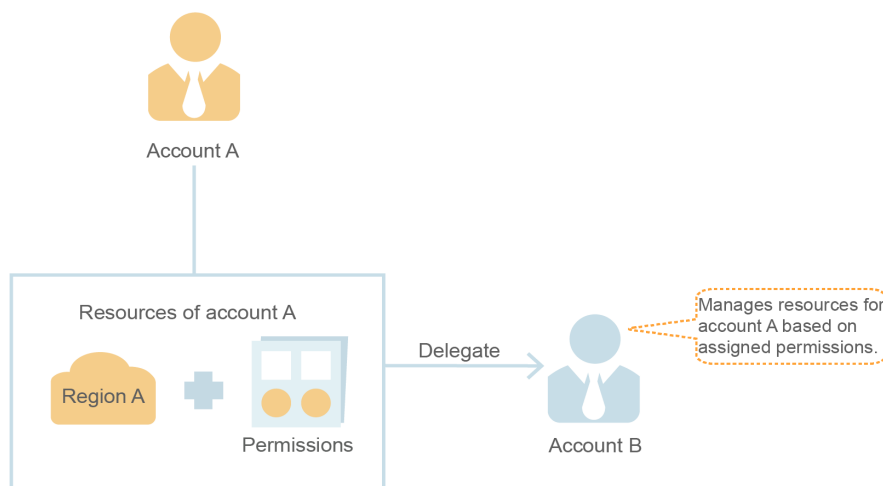 Account A
Resources of account A
Region A
Permissions
Delegate
Account B
Manages resources for
account A based on
assigned permissions.